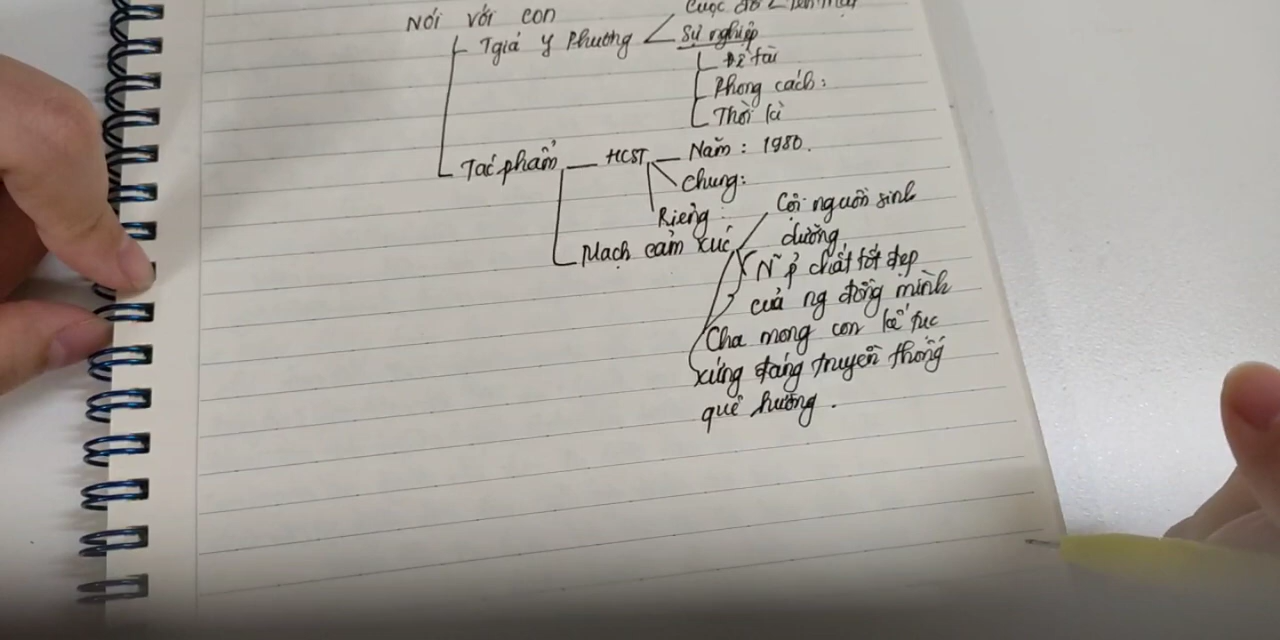 Nói với con
Cuộc đời
Tgiả Y Phương
Sự nghiệp
Đề tài
Phong cách:
Thời kì
Tác phẩm — HCST — Năm: 1980.
Chung:
Riêng:
Mạch cảm xúc
Cội nguồn sinh
dưỡng
N~ p chất tốt đẹp
của ng đồng mình
Cha mong con kế tục
xứng đáng truyền thống
quê hương.